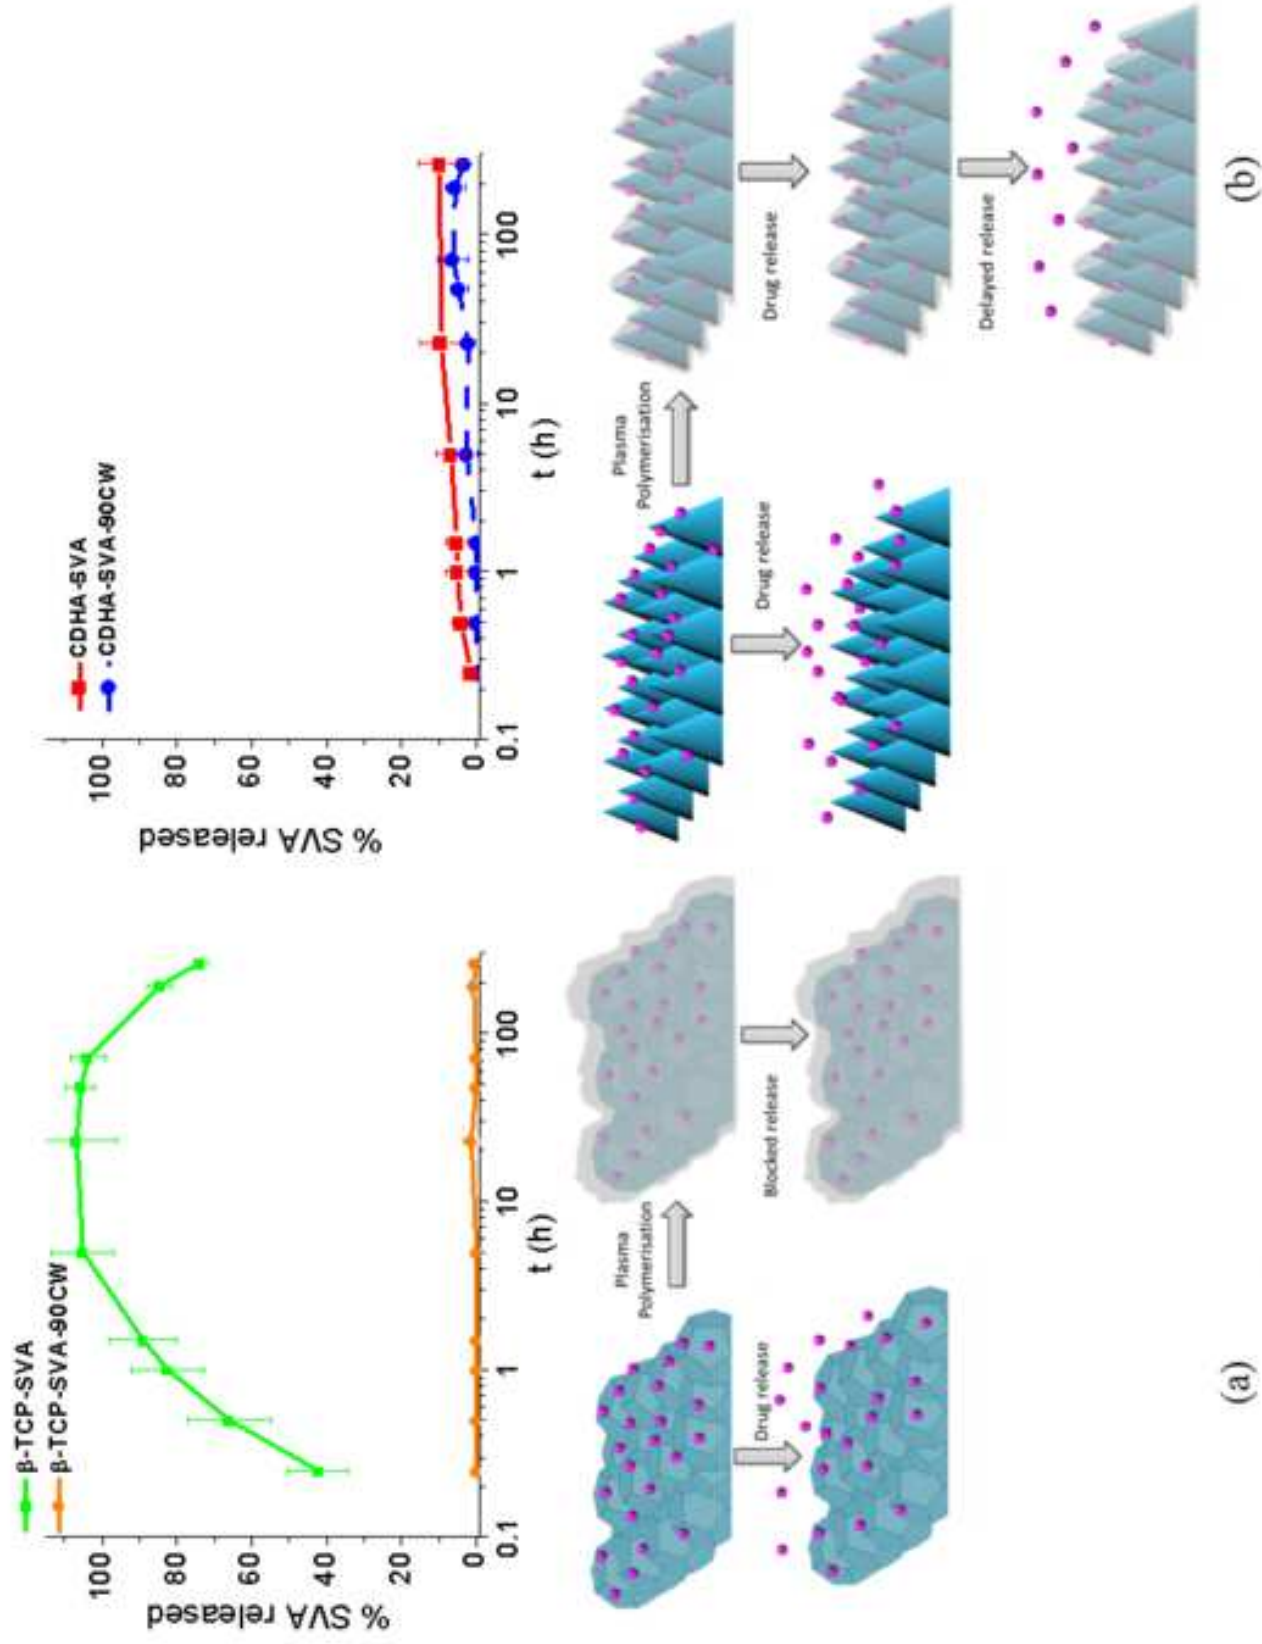 β-TCP-SVA
β-TCP-SVA-90CW
% SVA released
100
80
60
40
20
0
0.1
1
10
100
t (h)
Plasma
Polymerisation
Drug release
Blocked release
(a)
CDHA-SVA
CDHA-SVA-90CW
% SVA released
100
80
60
40
20
0
0.1
1
10
100
t (h)
Plasma
Polymerisation
Drug release
Drug release
Delayed release
(b)